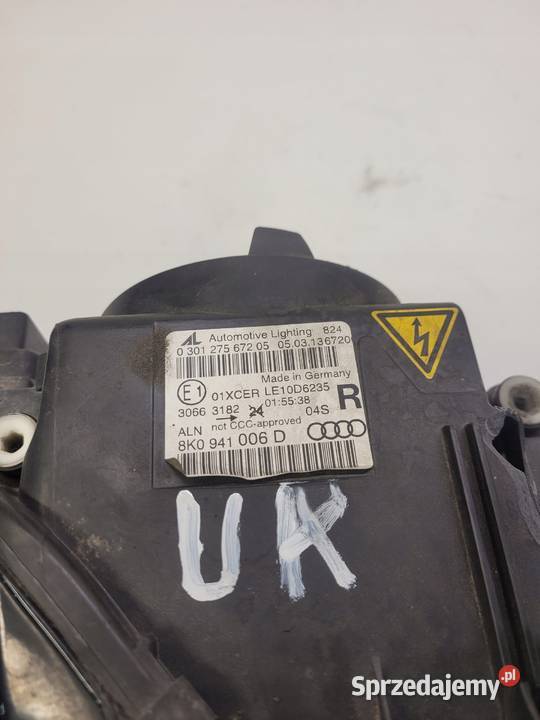 AL Automotive Lighting 824
0 301 275 672 05 05.03.136720
Made in Germany
E1 01XCER LE10D6235
3066 3182 24 01:55:38 04S R
ALN not CCC-approved
8K0 941 006 D
UK
Sprzedajemy.pl